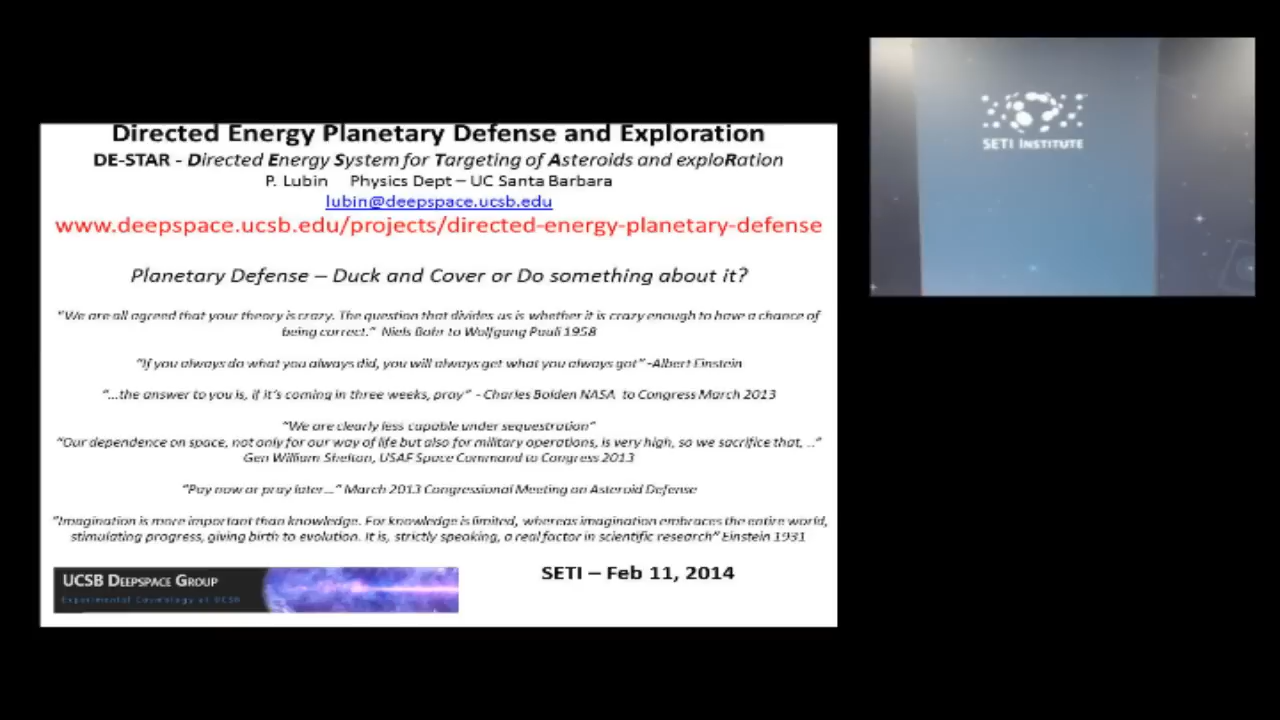 Directed Energy Planetary Defense and Exploration
DE-STAR - Directed Energy System for Targeting of Asteroids and exploRation
P. Lubin Physics Dept – UC Santa Barbara
lubin@deepspace.ucsb.edu
www.deepspace.ucsb.edu/projects/directed-energy-planetary-defense
Planetary Defense – Duck and Cover or Do something about it?
"We are all agreed that your theory is crazy. The question that divides us is whether it is crazy enough to have a chance of
being correct." Niels Bohr to Wolfgang Pauli 1958
"If you always do what you always did, you will always get what you always got" -Albert Einstein
"...the answer to you is, if it's coming in three weeks, pray" - Charles Bolden NASA to Congress March 2013
"We are clearly less capable under sequestration"
"Our dependence on space, not only for our way of life but also for military operations, is very high, so we sacrifice that, .."
Gen William Shelton, USAF Space Command to Congress 2013
"Pay now or pray later..." March 2013 Congressional Meeting on Asteroid Defense
"Imagination is more important than knowledge. For knowledge is limited, whereas imagination embraces the entire world,
stimulating progress, giving birth to evolution. It is, strictly speaking, a real factor in scientific research" Einstein 1931
UCSB DEEPSPACE GROUP
Experimental Cosmology at UCSB
SETI – Feb 11, 2014
SETI INSTITUTE